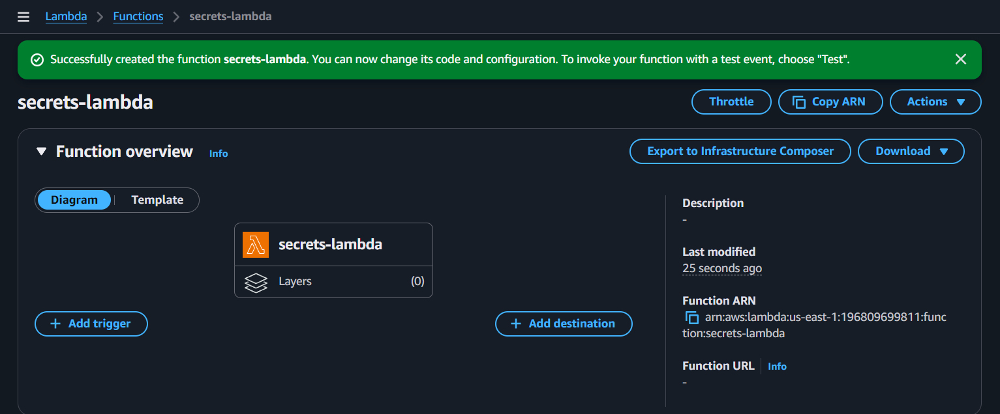 Lambda > Functions > secrets-lambda
Successfully created the function secrets-lambda. You can now change its code and configuration. To invoke your function with a test event, choose "Test".
secrets-lambda
Throttle
Copy ARN
Actions
Function overview Info
Export to Infrastructure Composer
Download
Diagram
Template
secrets-lambda
Layers (0)
+ Add trigger
+ Add destination
Description
-
Last modified
25 seconds ago
Function ARN
arn:aws:lambda:us-east-1:196809699811:func
tion:secrets-lambda
Function URL Info
-